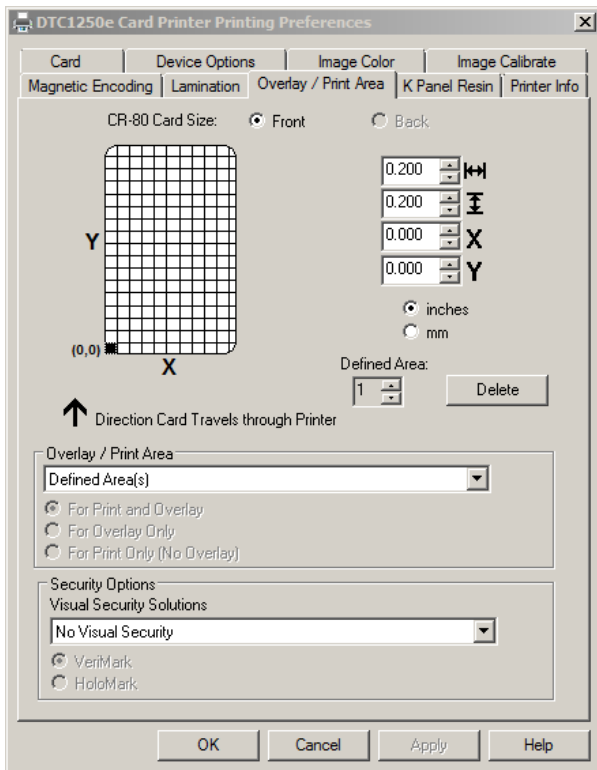 DTC1250e Card Printer Printing Preferences
Card Device Options Image Color Image Calibrate
Magnetic Encoding Lamination Overlay / Print Area K Panel Resin Printer Info
CR-80 Card Size: Front Back
0.200
0.200
0.000 X
0.000 Y
Y
(0,0)
X
inches
mm
Defined Area:
1 Delete
Direction Card Travels through Printer
Overlay / Print Area
Defined Area(s)
For Print and Overlay
For Overlay Only
For Print Only (No Overlay)
Security Options
Visual Security Solutions
No Visual Security
VeriMark
HoloMark
OK Cancel Apply Help